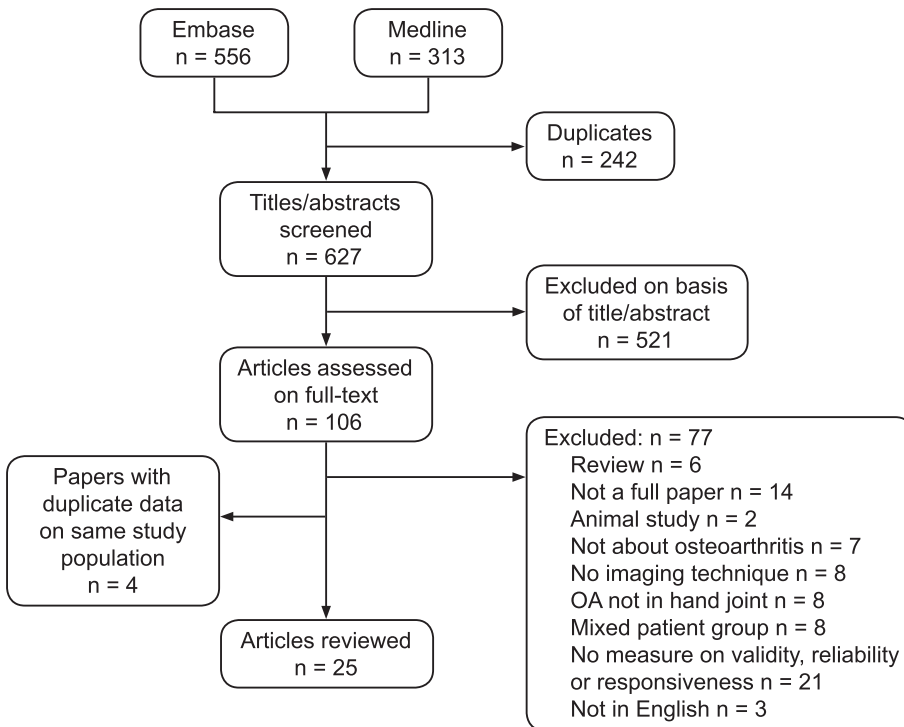 Embase
n = 556
Medline
n = 313
Duplicates
n = 242
Titles/abstracts
screened
n = 627
Excluded on basis
of title/abstract
n = 521
Articles assessed
on full-text
n = 106
Papers with
duplicate data
on same study
population
n = 4
Excluded: n = 77
Review n = 6
Not a full paper n = 14
Animal study n = 2
Not about osteoarthritis n = 7
No imaging technique n = 8
OA not in hand joint n = 8
Mixed patient group n = 8
No measure on validity, reliability
or responsiveness n = 21
Not in English n = 3
Articles reviewed
n = 25